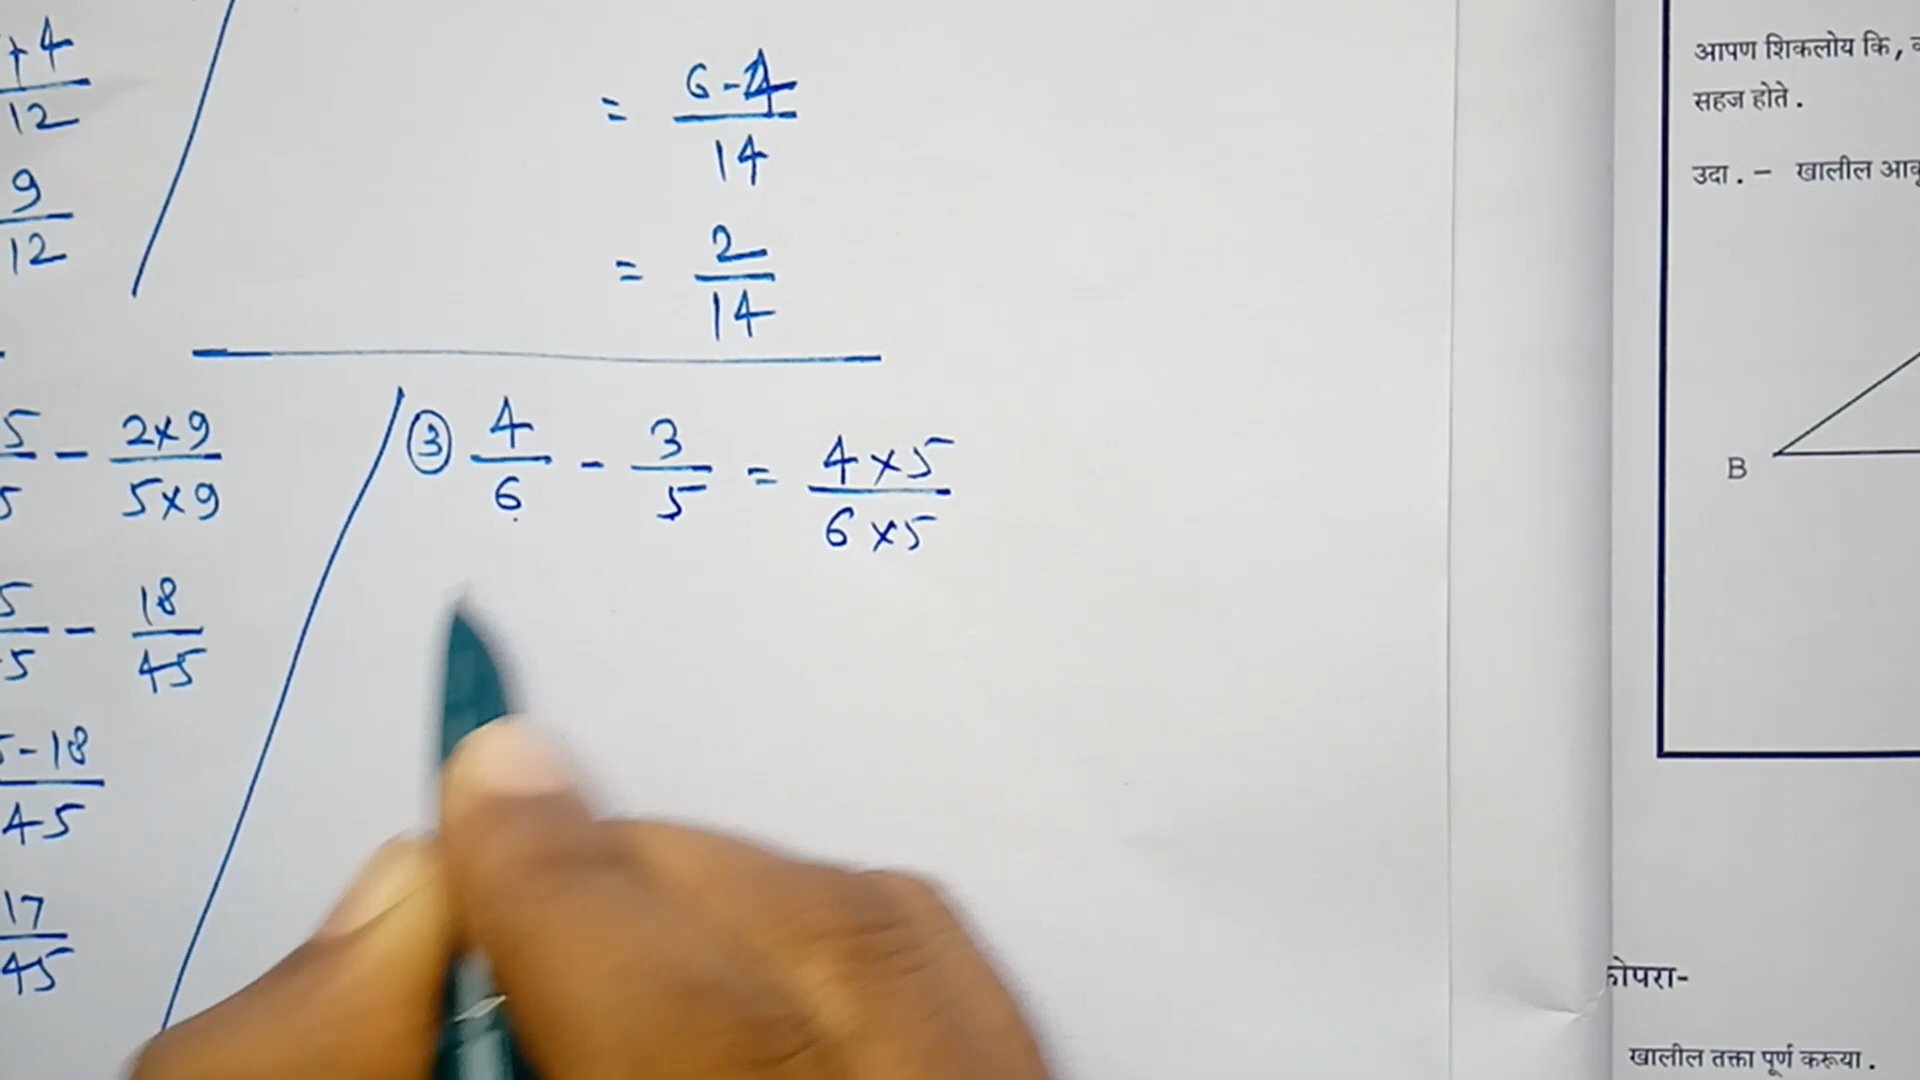 +4
12
9
12
= 6-4
14
= 2
14
5 - 2×9
5 5×9
5 - 18
5 45
5-18
45
17
45
③ 4 - 3 = 4×5
6 5 6×5
आपण शिकलोय कि,
सहज होते.
उदा. - खालील
B
कोपरा-
खालील तक्ता पूर्ण करूया.